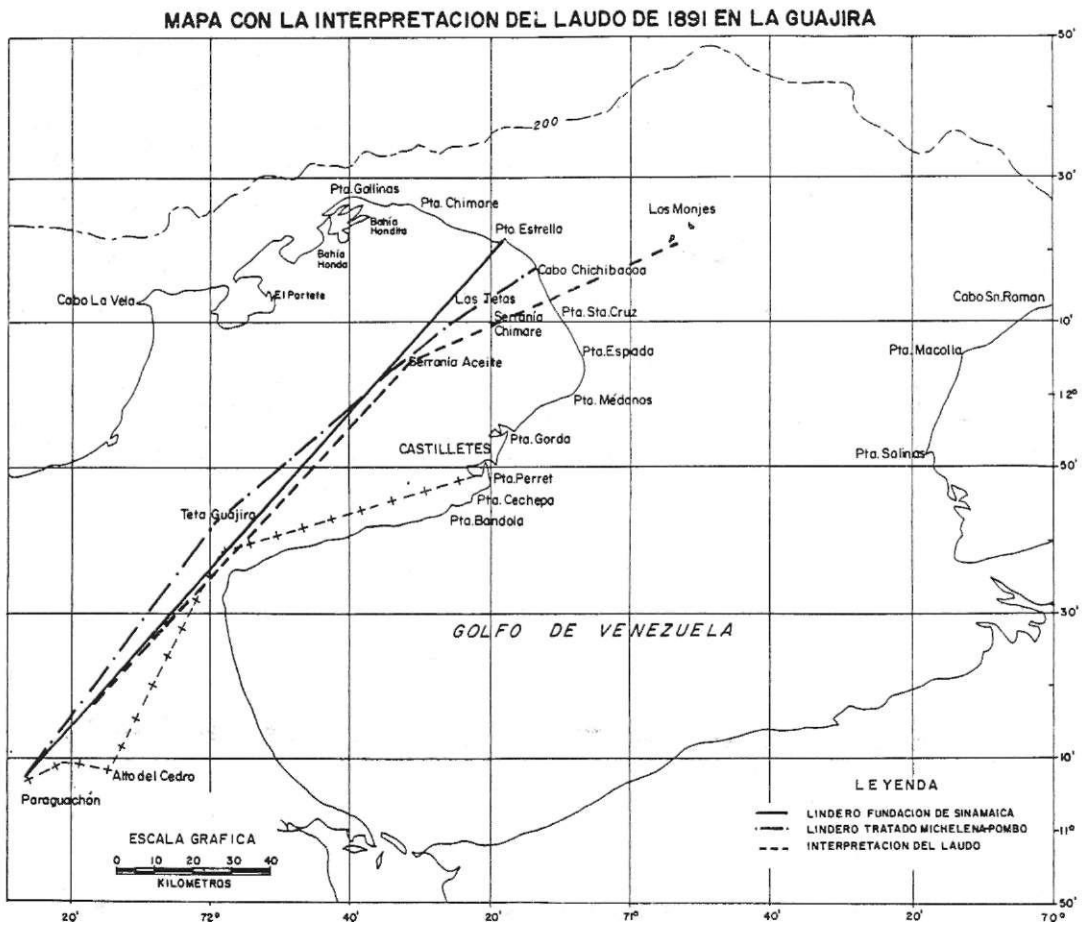 MAPA CON LA INTERPRETACION DEL LAUDO DE 1891 EN LA GUAJIRA
50'
200
30'
Pta. Gallinas
Pta. Chimare
Los Monjes
Bahía
Hondita
Pta. Estrella
Bahía
Honda
Cabo Chichibacoa
El Portete
Cabo La Vela
Las Tetas
Cabo Sn. Roman
Serranía
Chimare
Pta. Sta. Cruz
10'
Pta. Espada
Pta. Macolla
Serranía Aceite
12°
Pta. Médanos
Pta. Gorda
CASTILLETES
Pta. Salinas
50'
Pta. Perret
Pta. Cechepa
Teta Guajira
Pta. Bandola
30'
GOLFO DE VENEZUELA
10'
Alto del Cedro
Paraguachón
LEYENDA
LINDERO FUNDACION DE SINAMAICA
LINDERO TRATADO MICHELENA-POMBO
INTERPRETACION DEL LAUDO
11°
ESCALA GRAFICA
0 10 20 30 40
KILOMETROS
50'
20' 72° 40' 20' 71° 40' 20' 70°